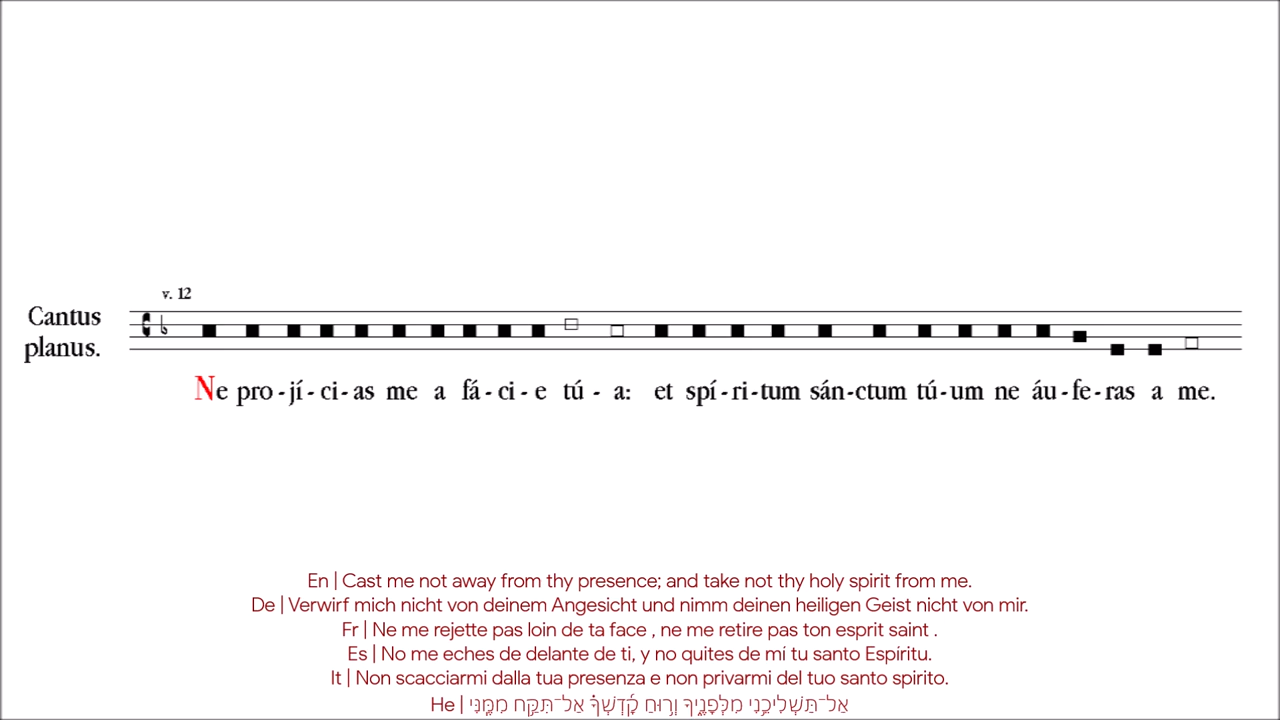 v. 12
Cantus
planus.
Ne pro - jí - ci - as me a fá - ci - e tú - a: et spí - ri - tum sán - ctum tú - um ne áu - fe - ras a me.
En | Cast me not away from thy presence; and take not thy holy spirit from me.
De | Verwirf mich nicht von deinem Angesicht und nimm deinen heiligen Geist nicht von mir.
Fr | Ne me rejette pas loin de ta face , ne me retire pas ton esprit saint .
Es | No me eches de delante de ti, y no quites de mí tu santo Espíritu.
It | Non scacciarmi dalla tua presenza e non privarmi del tuo santo spirito.
He | אַל־תַּשְׁלִיכֵ֥נִי מִלְּפָנֶ֑יךָ וְר֥וּחַ קָ֝דְשְׁךָ֗ אַל־תִּקַּ֥ח מִמֶּֽנִּי